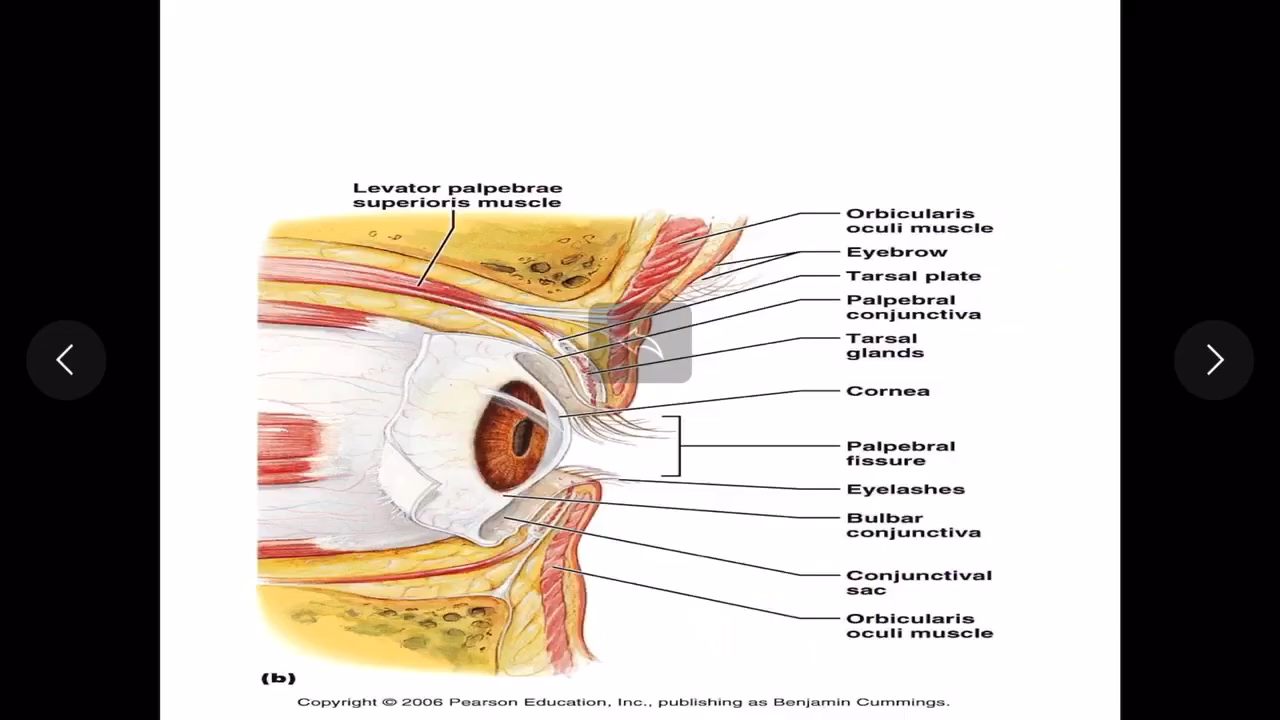 Levator palpebrae
superioris muscle
Orbicularis
oculi muscle
Eyebrow
Tarsal plate
Palpebral
conjunctiva
Tarsal
glands
Cornea
Palpebral
fissure
Eyelashes
Bulbar
conjunctiva
Conjunctival
sac
Orbicularis
oculi muscle
(b)
Copyright © 2006 Pearson Education, Inc., publishing as Benjamin Cummings.